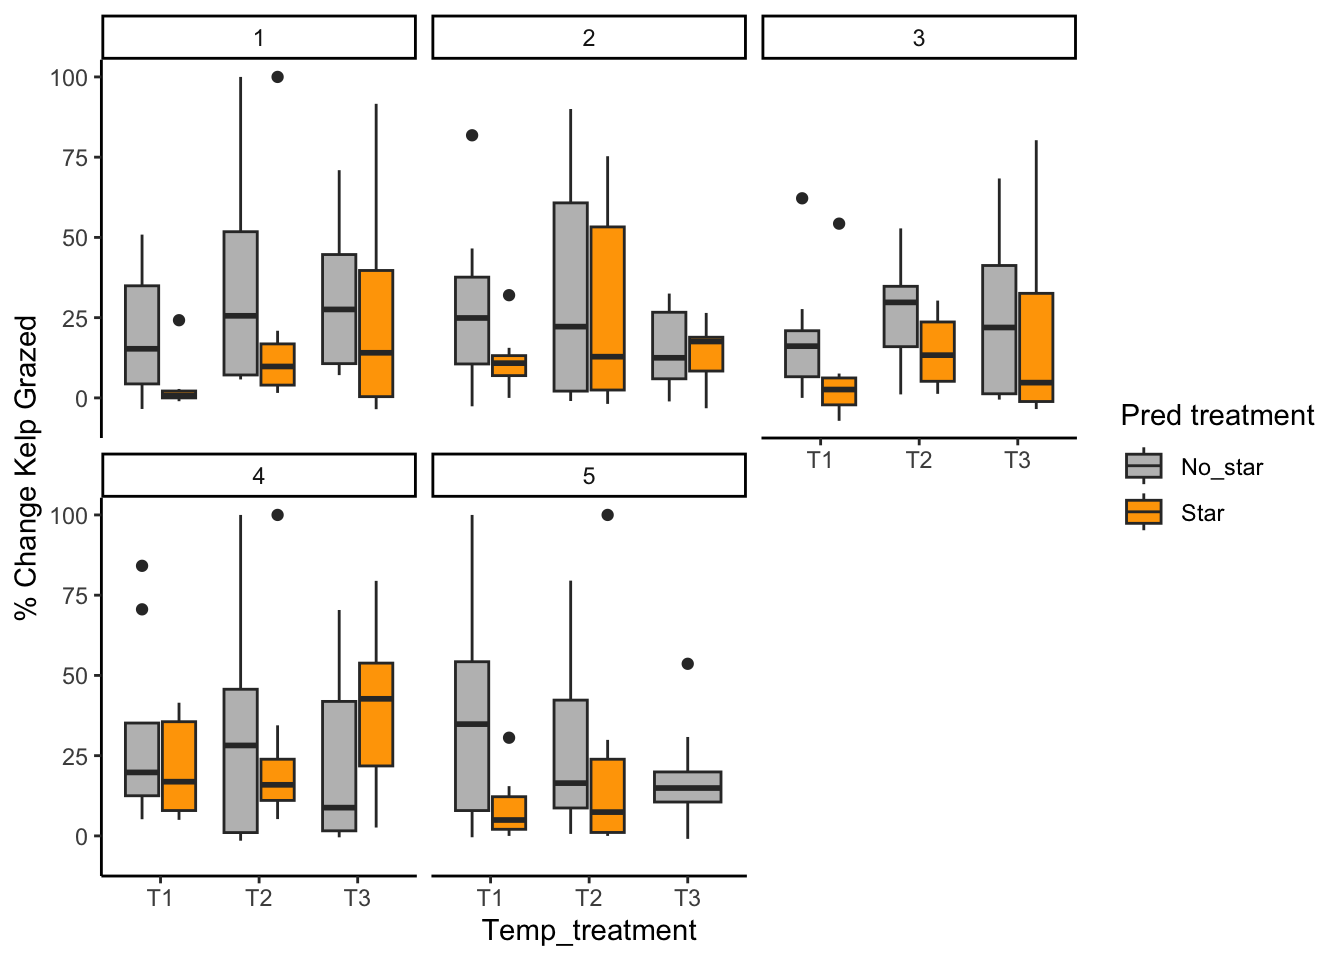 1 2 3
100
75
50
25
0
T1 T2 T3
4 5
100
75
50
25
0
T1 T2 T3 T1 T2 T3
Temp_treatment
% Change Kelp Grazed
Pred treatment
No_star
Star